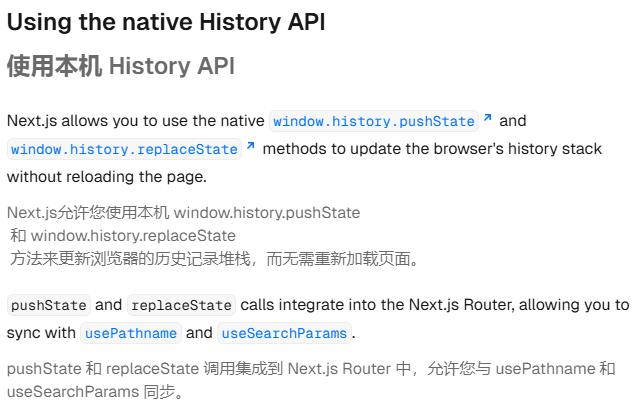 Using the native History API
使用本机 History API
Next.js allows you to use the native window.history.pushState ↗ and
window.history.replaceState ↗ methods to update the browser's history stack
without reloading the page.
Next.js允许您使用本机 window.history.pushState
和 window.history.replaceState
方法来更新浏览器的历史记录堆栈，而无需重新加载页面。
pushState and replaceState calls integrate into the Next.js Router, allowing you to
sync with usePathname and useSearchParams.
pushState 和 replaceState 调用集成到 Next.js Router 中，允许您与 usePathname 和
useSearchParams 同步。